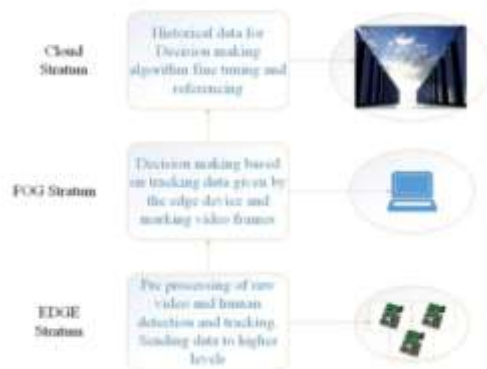 Cloud
Stratum
Historical data for
Decision making
algorithm fine tuning and
referencing
FOG Stratum
Decision making based
on tracking data given by
the edge device and
marking video frames
EDGE
Stratum
Pre processing of raw
video and human
detection and tracking.
Sending data to higher
levels